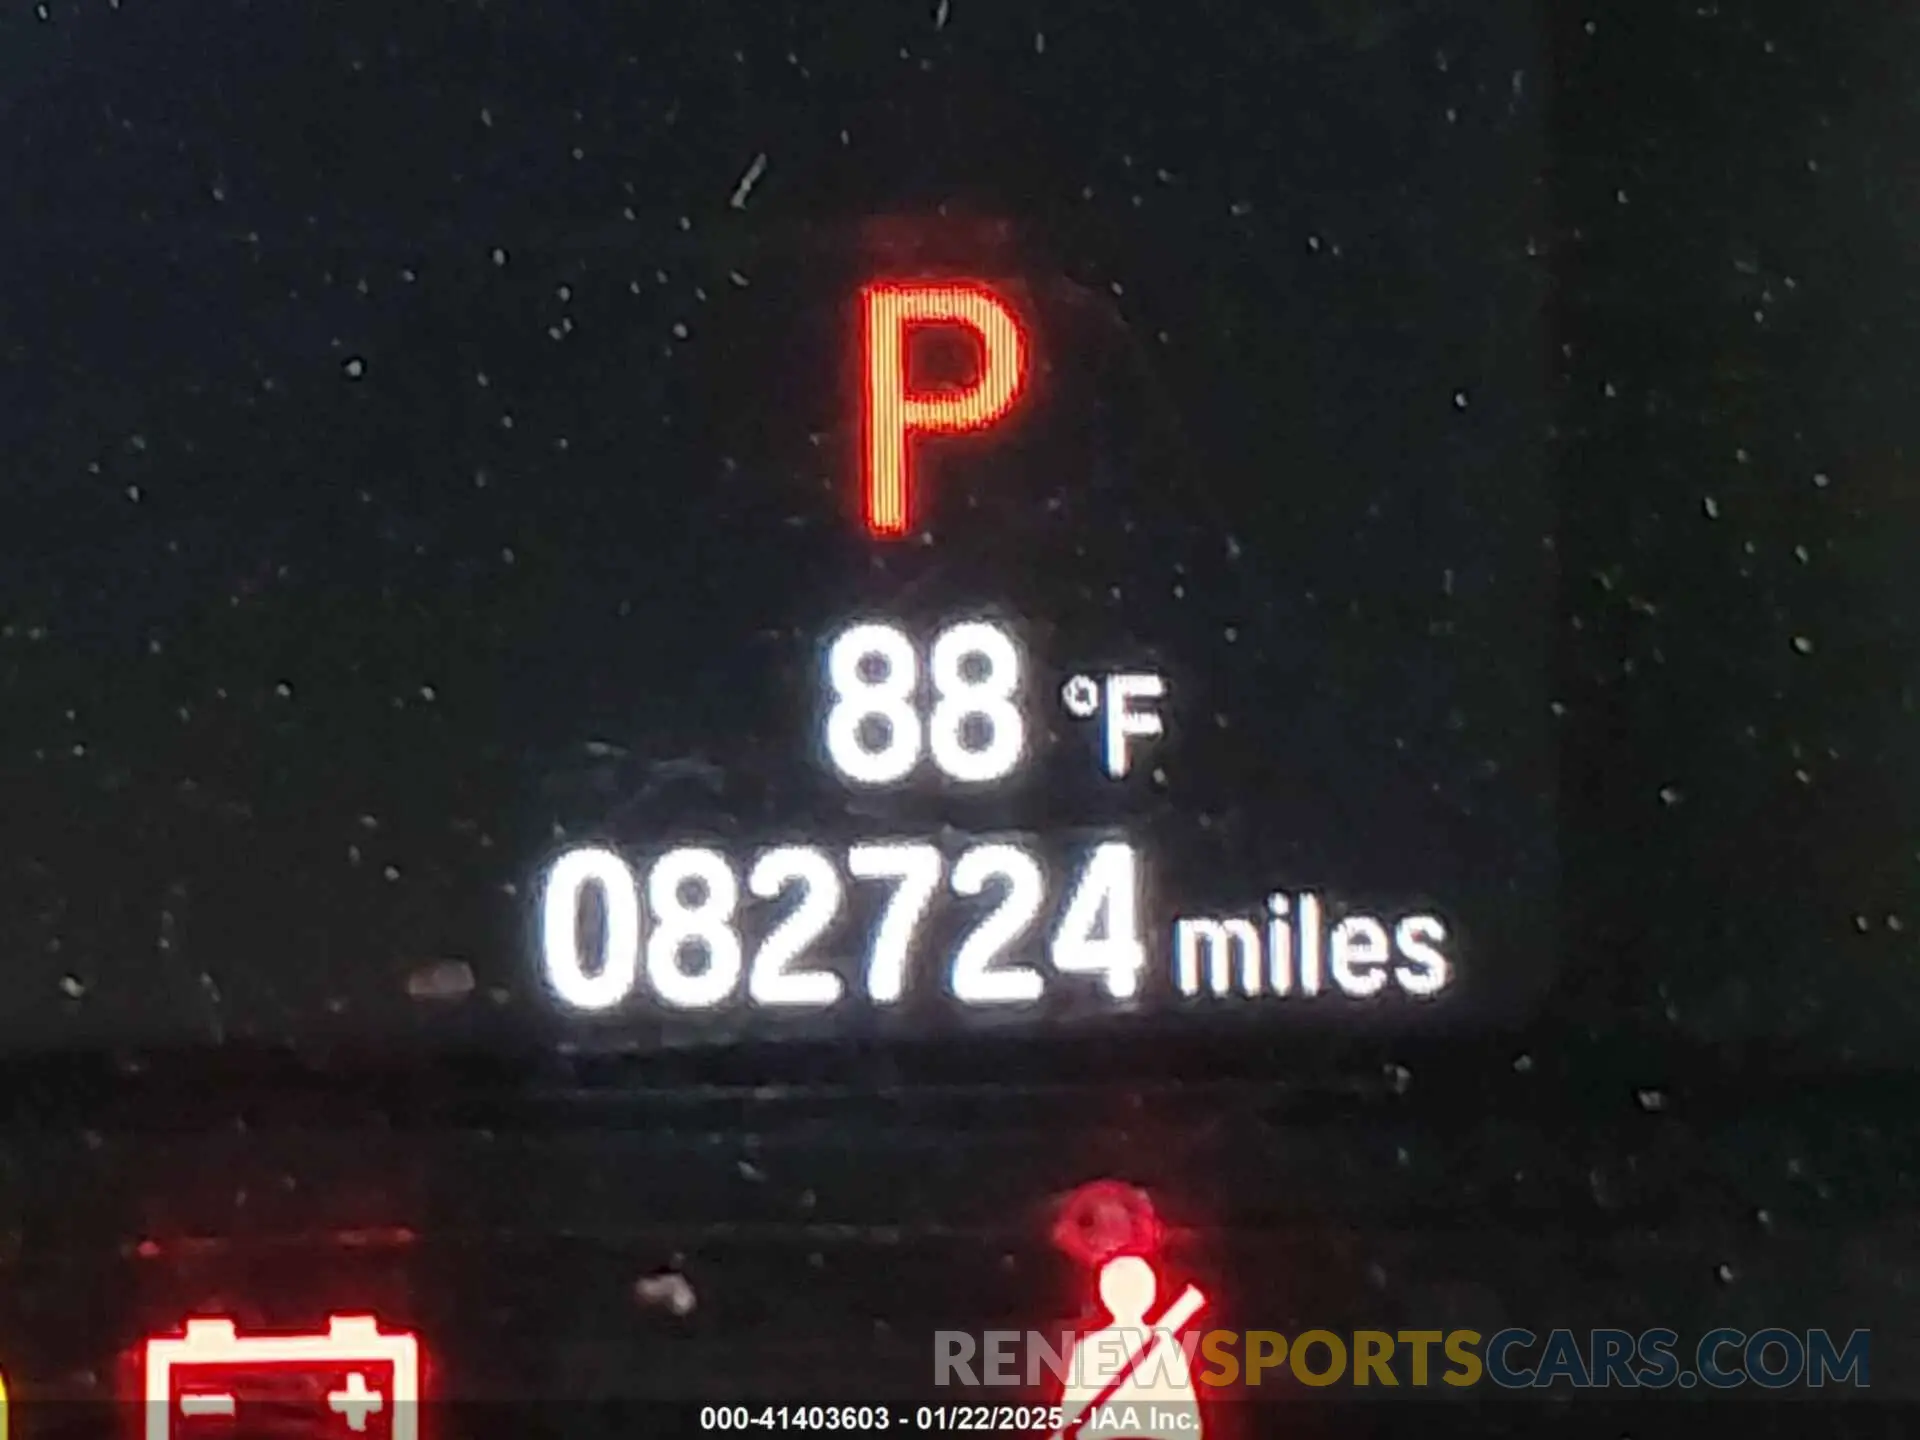 P
88 °F
082724 miles
RENEWSPORTSCARS.COM
000-41403603 - 01/22/2025 - IAA Inc.